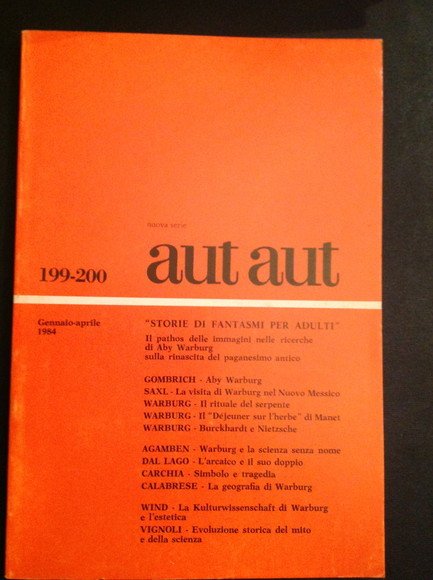 nuova serie
199-200
aut aut
Gennaio-aprile
1984
"STORIE DI FANTASMI PER ADULTI"
Il pathos delle immagini nelle ricerche
di Aby Warburg
sulla rinascita del paganesimo antico
GOMBRICH - Aby Warburg
SAXL - La visita di Warburg nel Nuovo Messico
WARBURG - Il rituale del serpente
WARBURG - Il "Déjeuner sur l'herbe" di Manet
WARBURG - Burckhardt e Nietzsche
AGAMBEN - Warburg e la scienza senza nome
DAL LAGO - L'arcaico e il suo doppio
CARCHIA - Simbolo e tragedia
CALABRESE - La geografia di Warburg
WIND - La Kulturwissenschaft di Warburg
e l'estetica
VIGNOLI - Evoluzione storica del mito
e della scienza